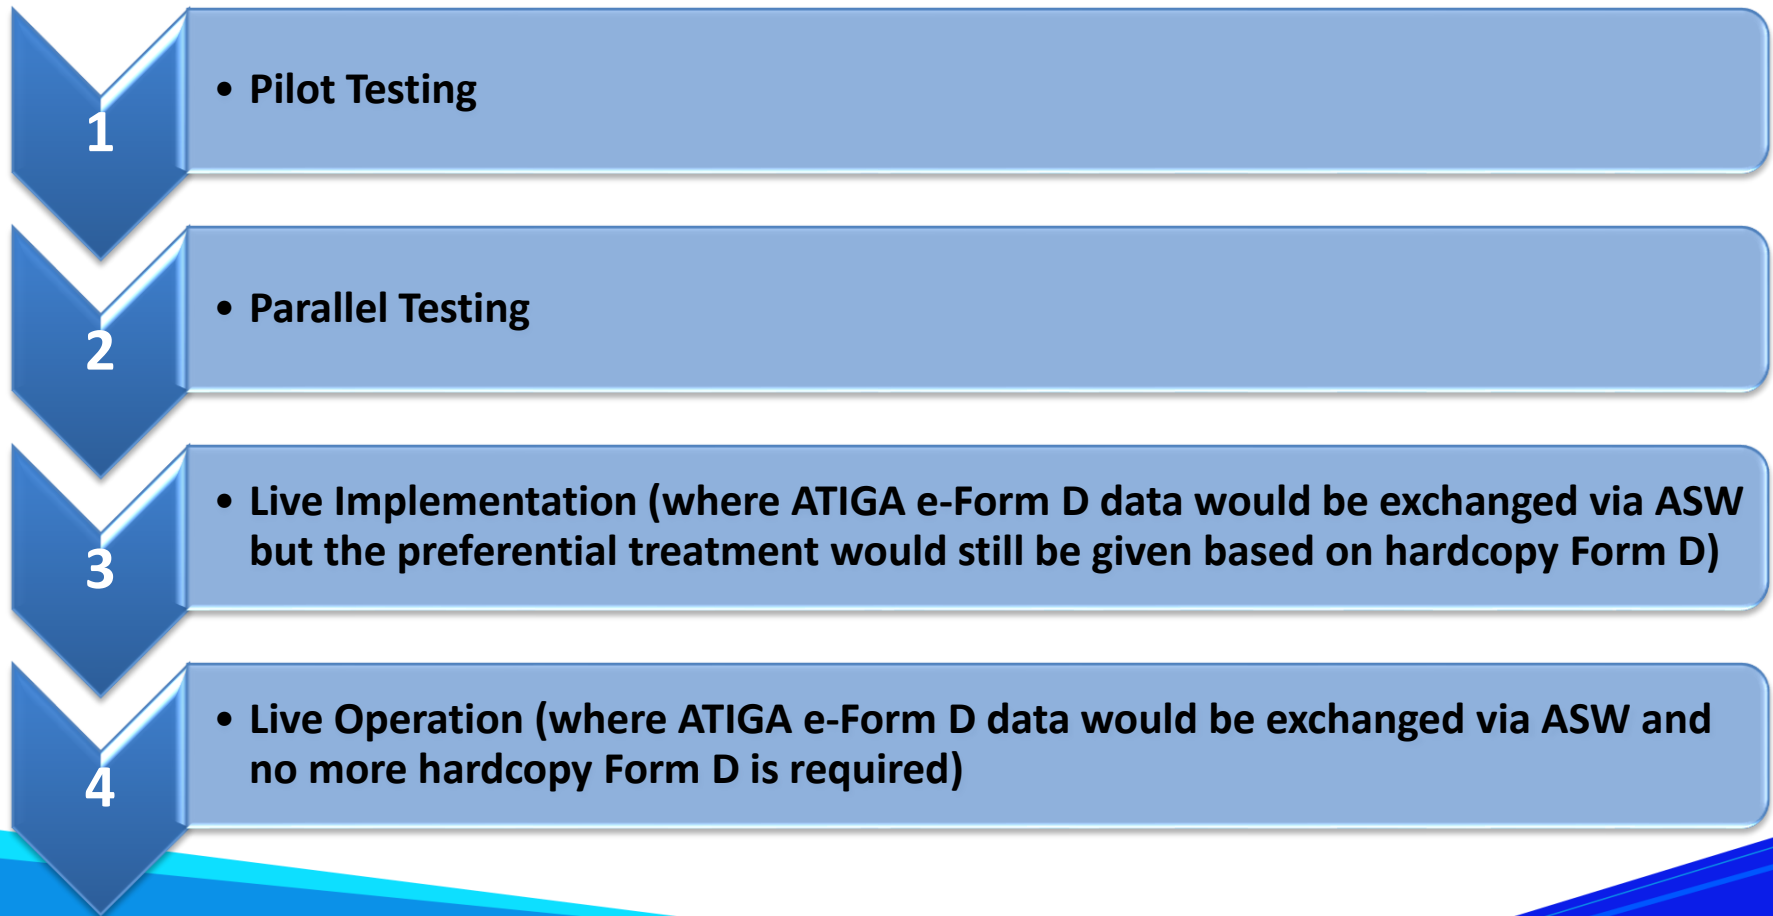 1
• Pilot Testing
2
• Parallel Testing
3
• Live Implementation (where ATIGA e-Form D data would be exchanged via ASW
but the preferential treatment would still be given based on hardcopy Form D)
4
• Live Operation (where ATIGA e-Form D data would be exchanged via ASW and
no more hardcopy Form D is required)